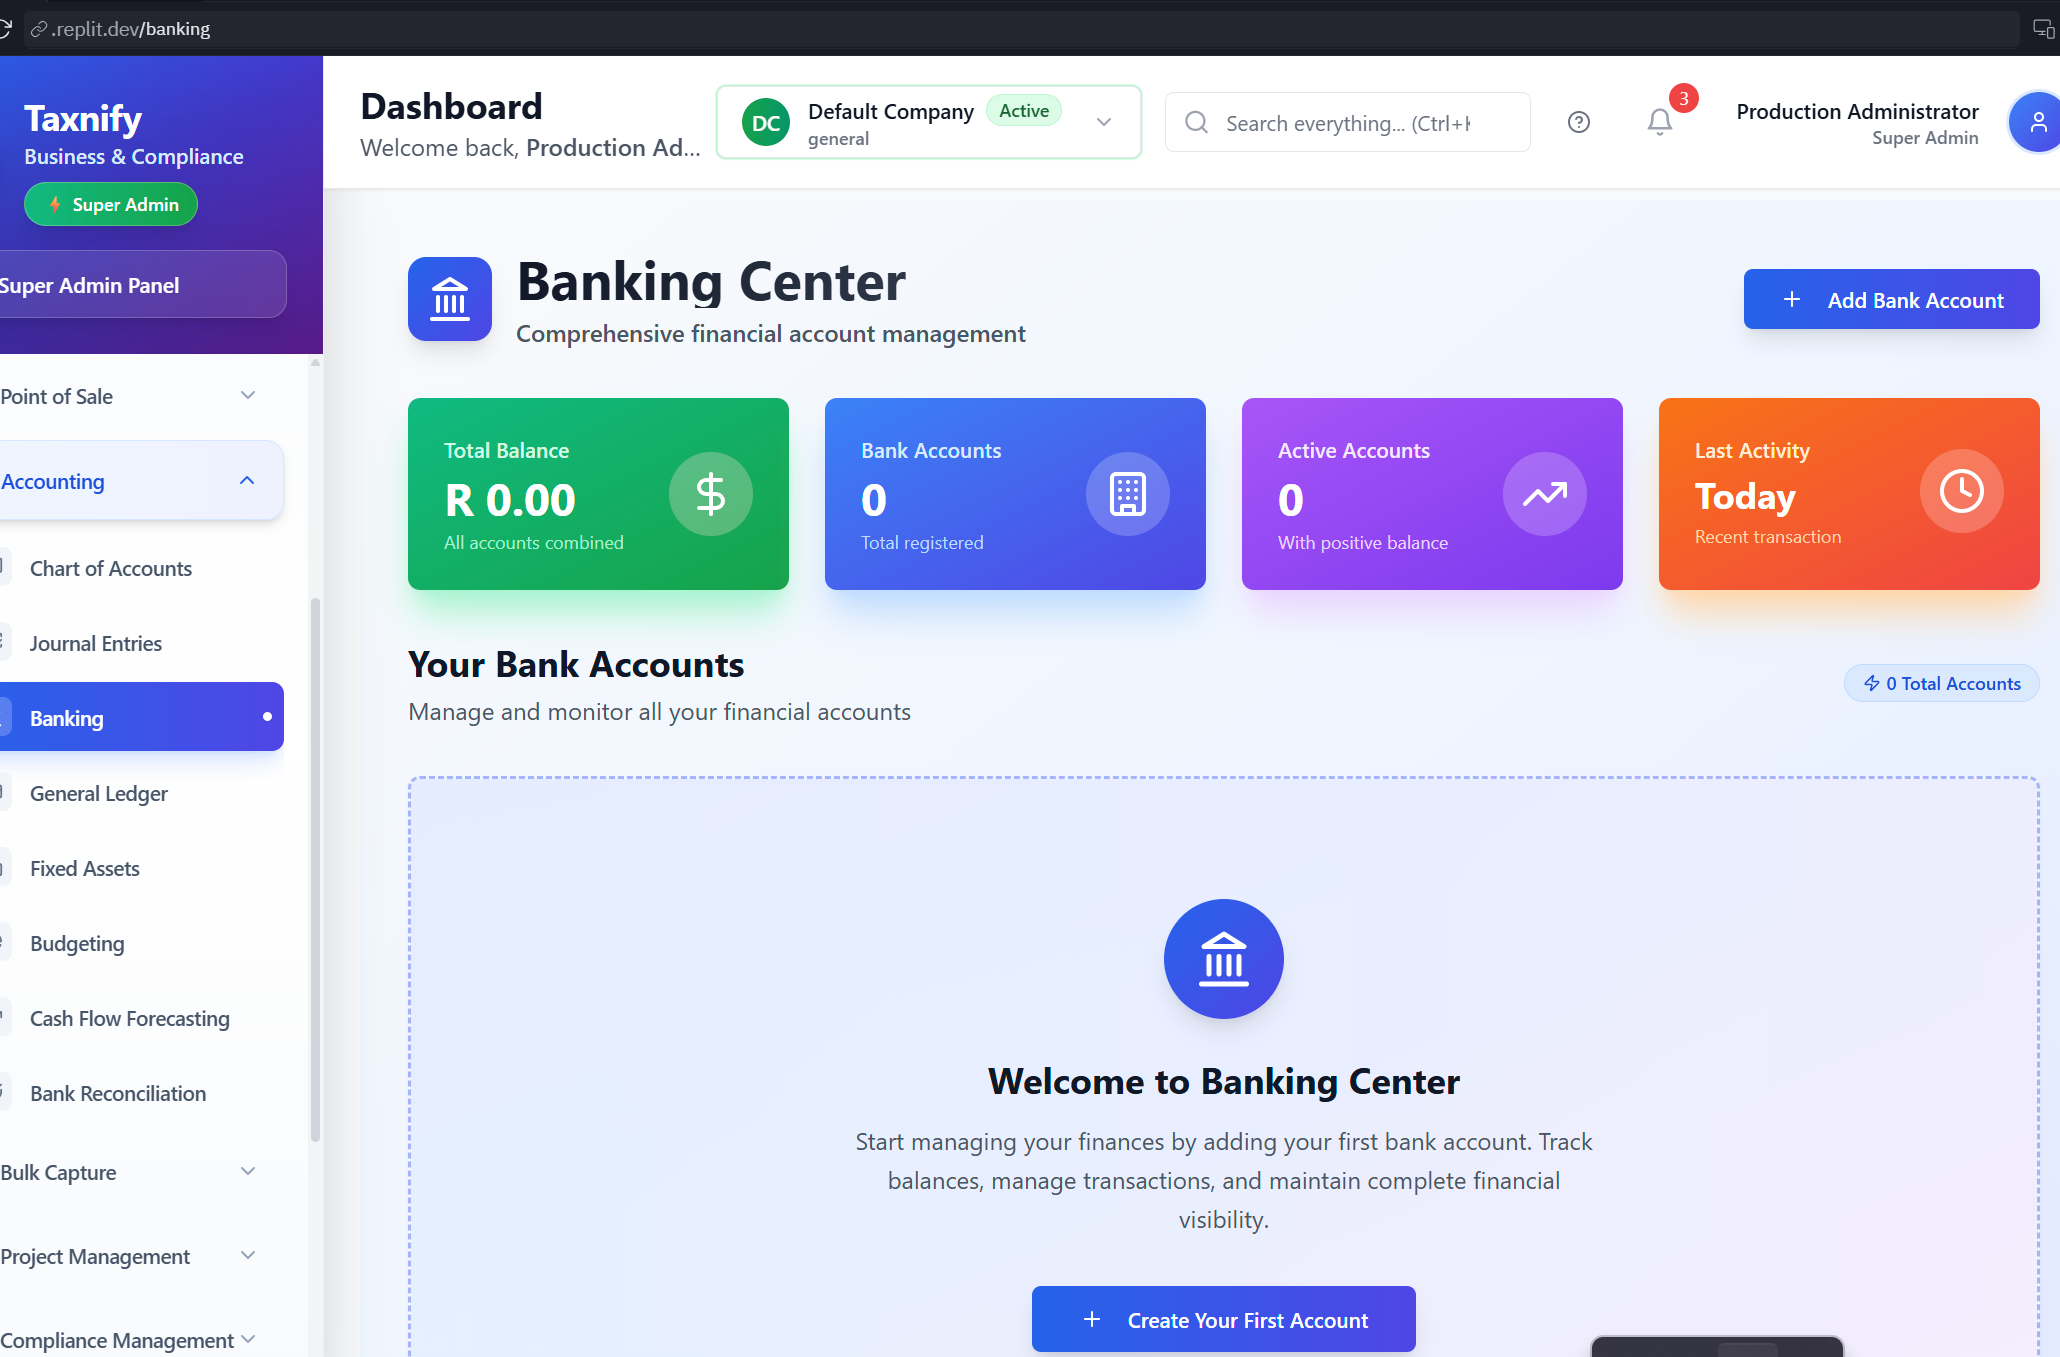 .replit.dev/banking
Taxnify
Business & Compliance
Super Admin
Super Admin Panel
Point of Sale
Accounting
Chart of Accounts
Journal Entries
Banking
General Ledger
Fixed Assets
Budgeting
Cash Flow Forecasting
Bank Reconciliation
Bulk Capture
Project Management
Compliance Management
Dashboard
Welcome back, Production Ad...
DC
Default Company
Active
general
Search everything... (Ctrl+
3
Production Administrator
Super Admin
Banking Center
Comprehensive financial account management
Add Bank Account
Total Balance
R 0.00
All accounts combined
Bank Accounts
0
Total registered
Active Accounts
0
With positive balance
Last Activity
Today
Recent transaction
Your Bank Accounts
Manage and monitor all your financial accounts
0 Total Accounts
Welcome to Banking Center
Start managing your finances by adding your first bank account. Track
balances, manage transactions, and maintain complete financial
visibility.
Create Your First Account